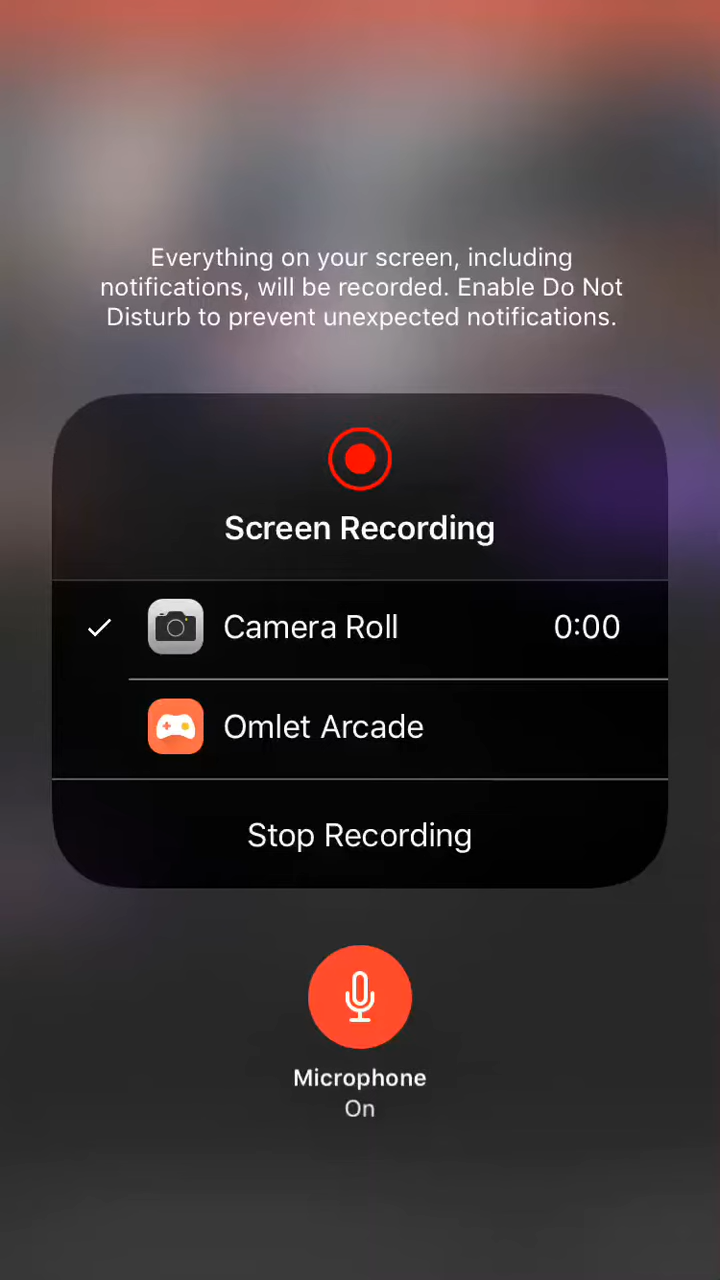 Everything on your screen, including
notifications, will be recorded. Enable Do Not
Disturb to prevent unexpected notifications.
Screen Recording
Camera Roll 0:00
Omlet Arcade
Stop Recording
Microphone
On